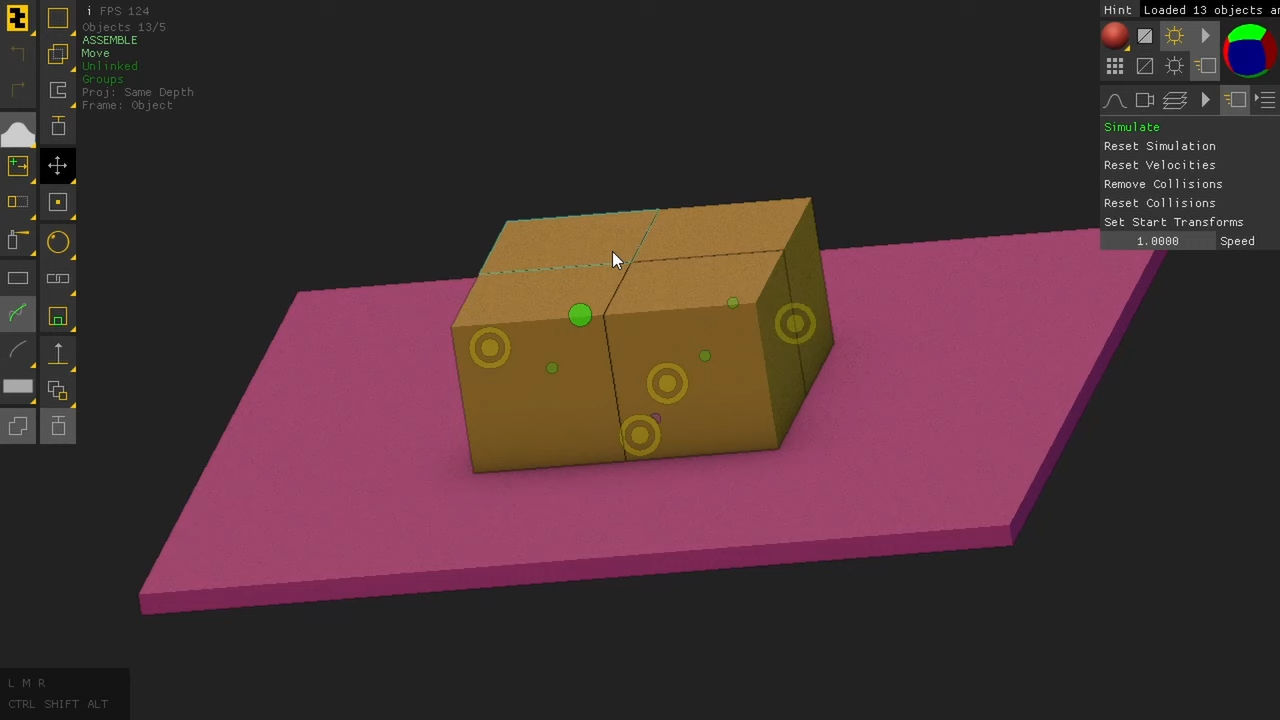 i FPS 124
Objects 13/5
ASSEMBLE
Move
Unlinked
Groups
Proj: Same Depth
Frame: Object
Hint Loaded 13 objects ar
Simulate
Reset Simulation
Reset Velocities
Remove Collisions
Reset Collisions
Set Start Transforms
1.0000 Speed
L M R
CTRL SHIFT ALT